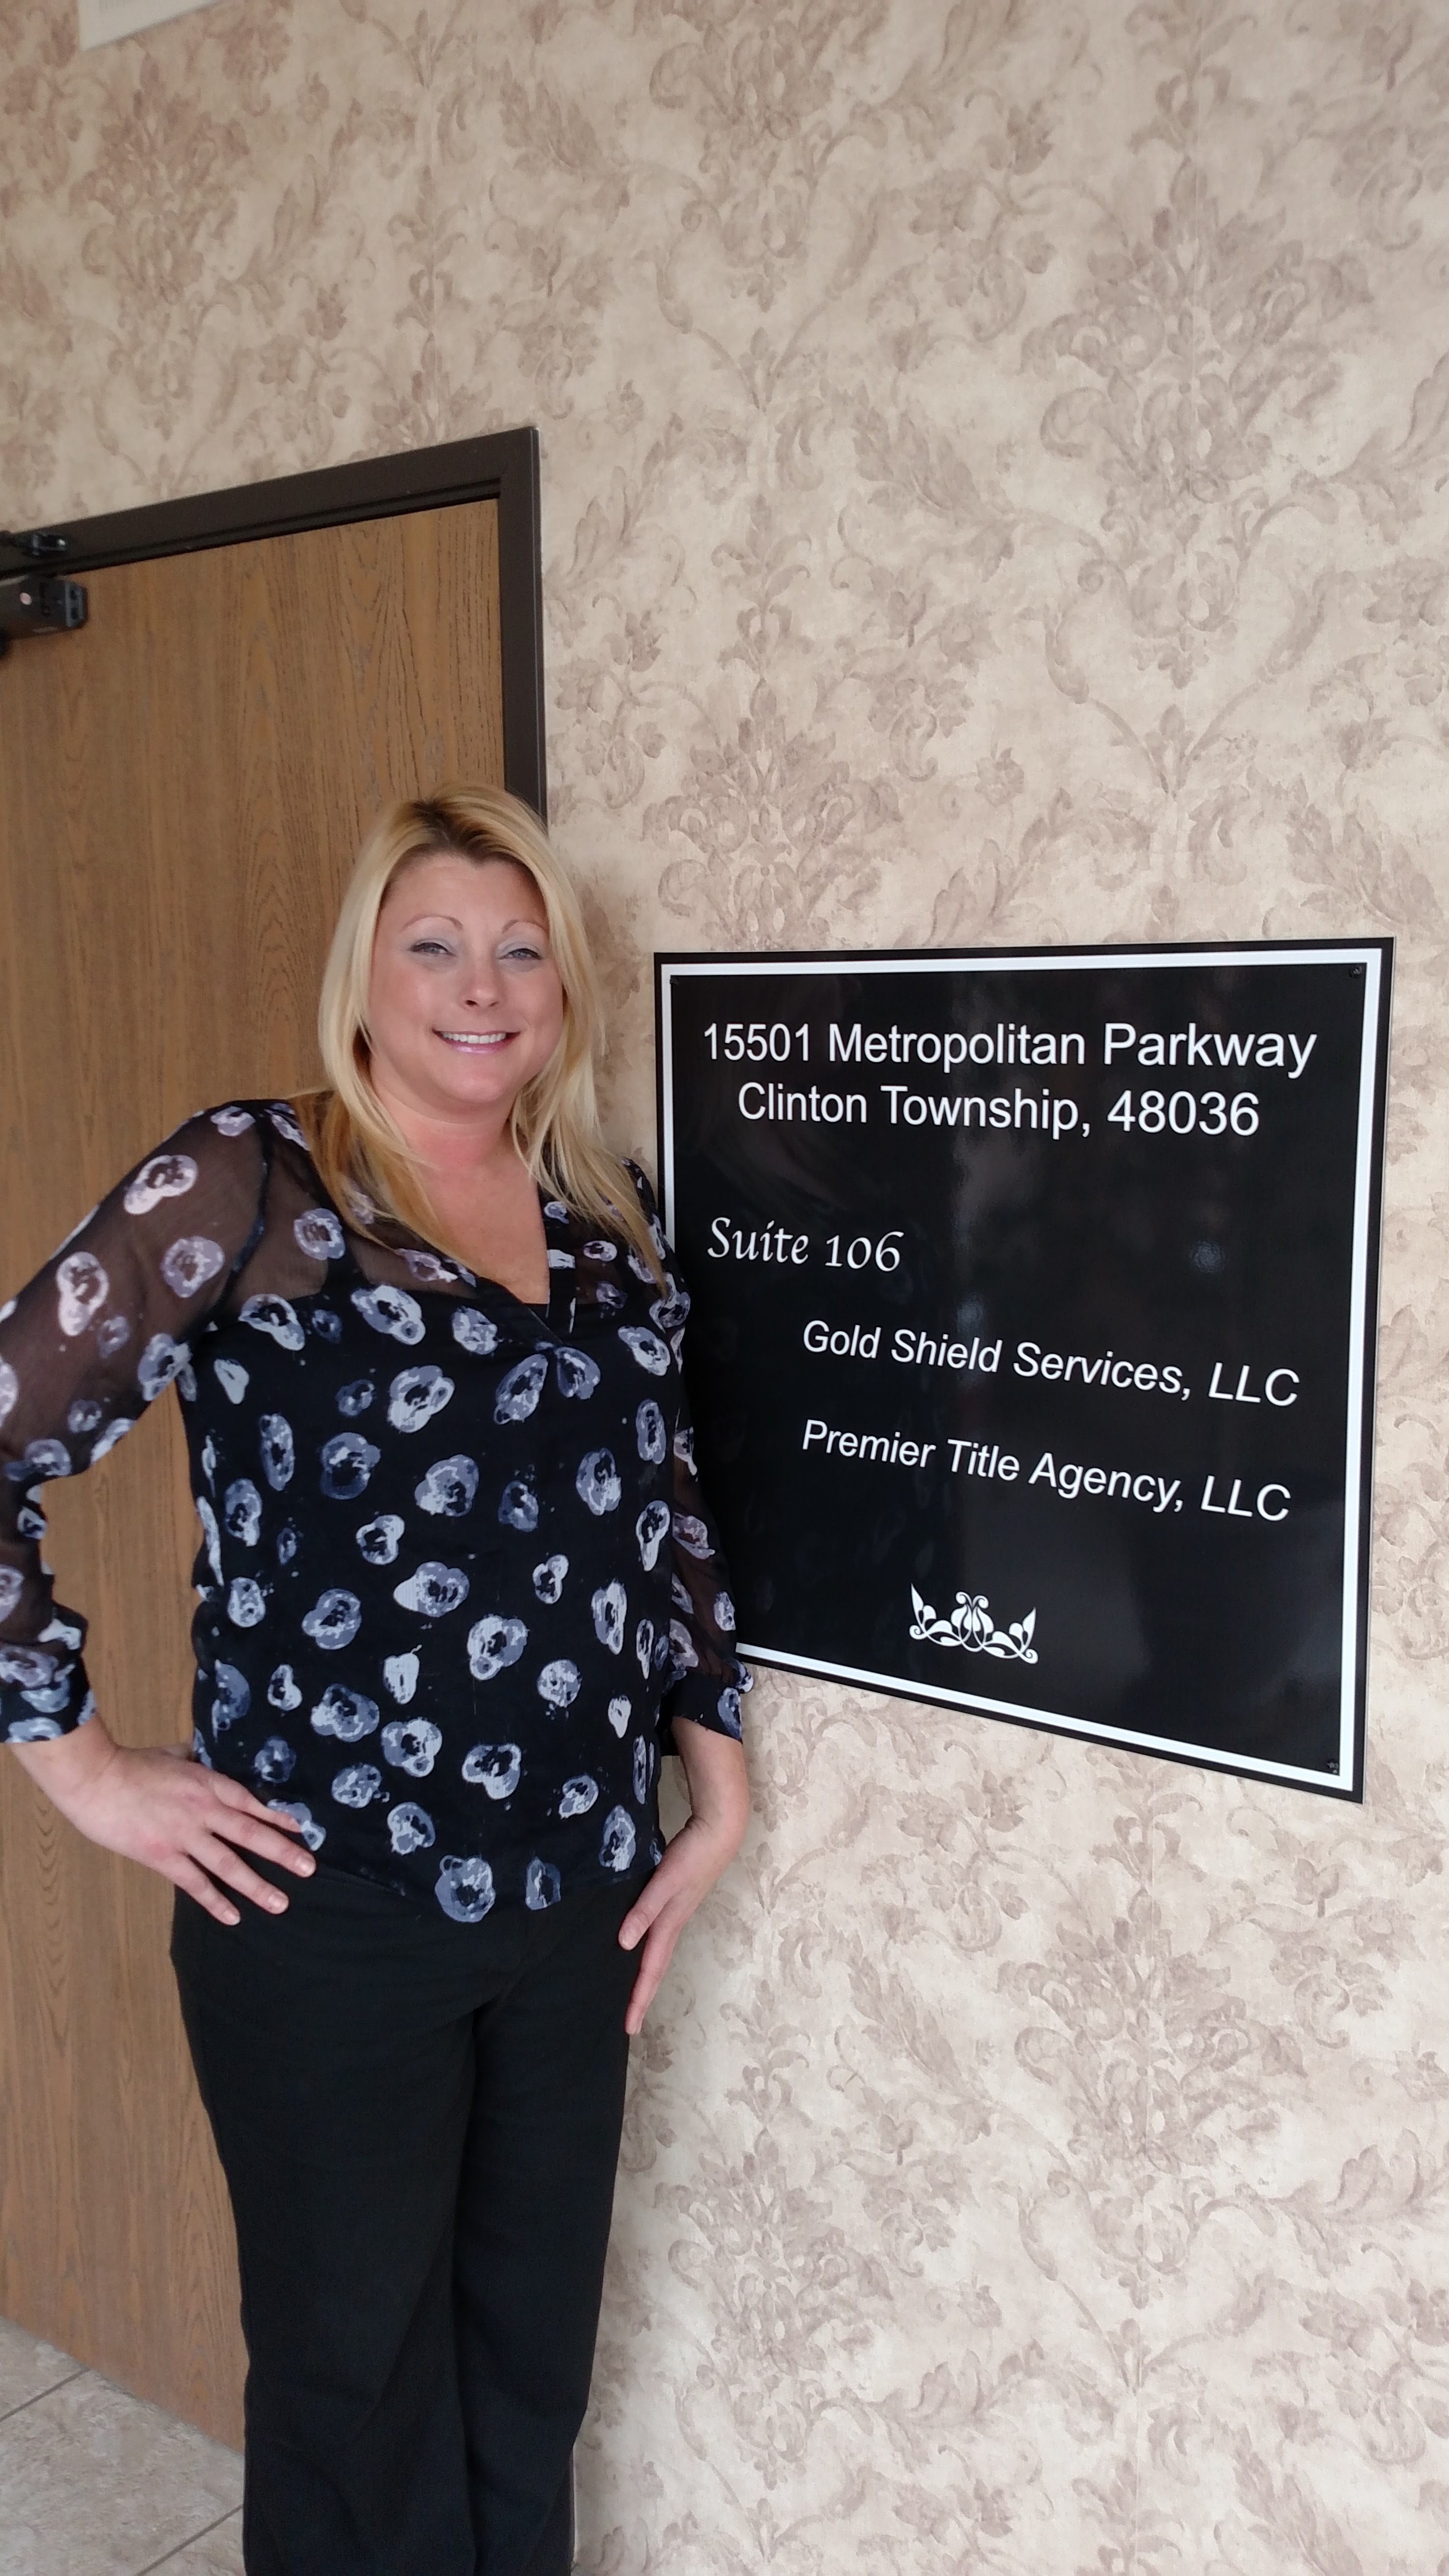 15501 Metropolitan Parkway
Clinton Township, 48036
Suite 106
Gold Shield Services, LLC
Premier Title Agency, LLC